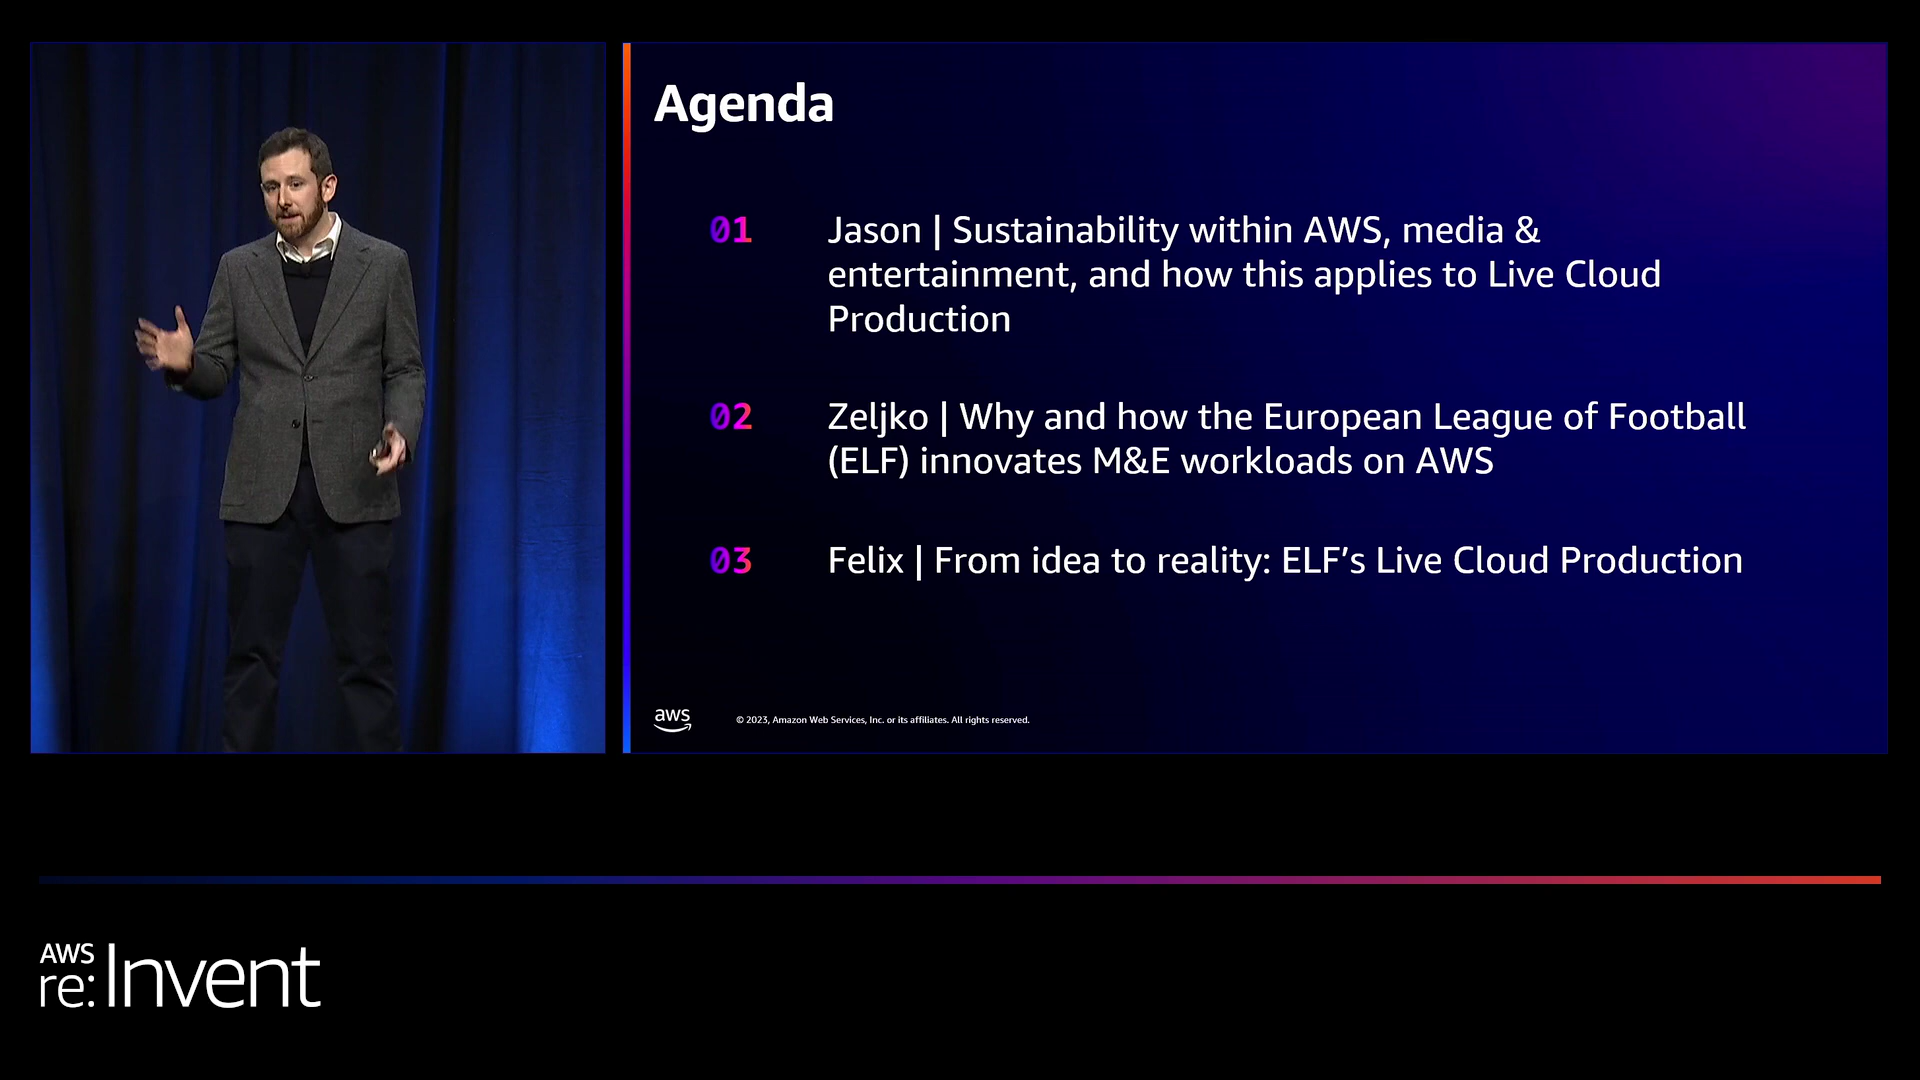 Agenda
01 Jason | Sustainability within AWS, media &
entertainment, and how this applies to Live Cloud
Production
02 Zeljko | Why and how the European League of Football
(ELF) innovates M&E workloads on AWS
03 Felix | From idea to reality: ELF’s Live Cloud Production
aws
© 2023, Amazon Web Services, Inc. or its affiliates. All rights reserved.
AWS
re:Invent